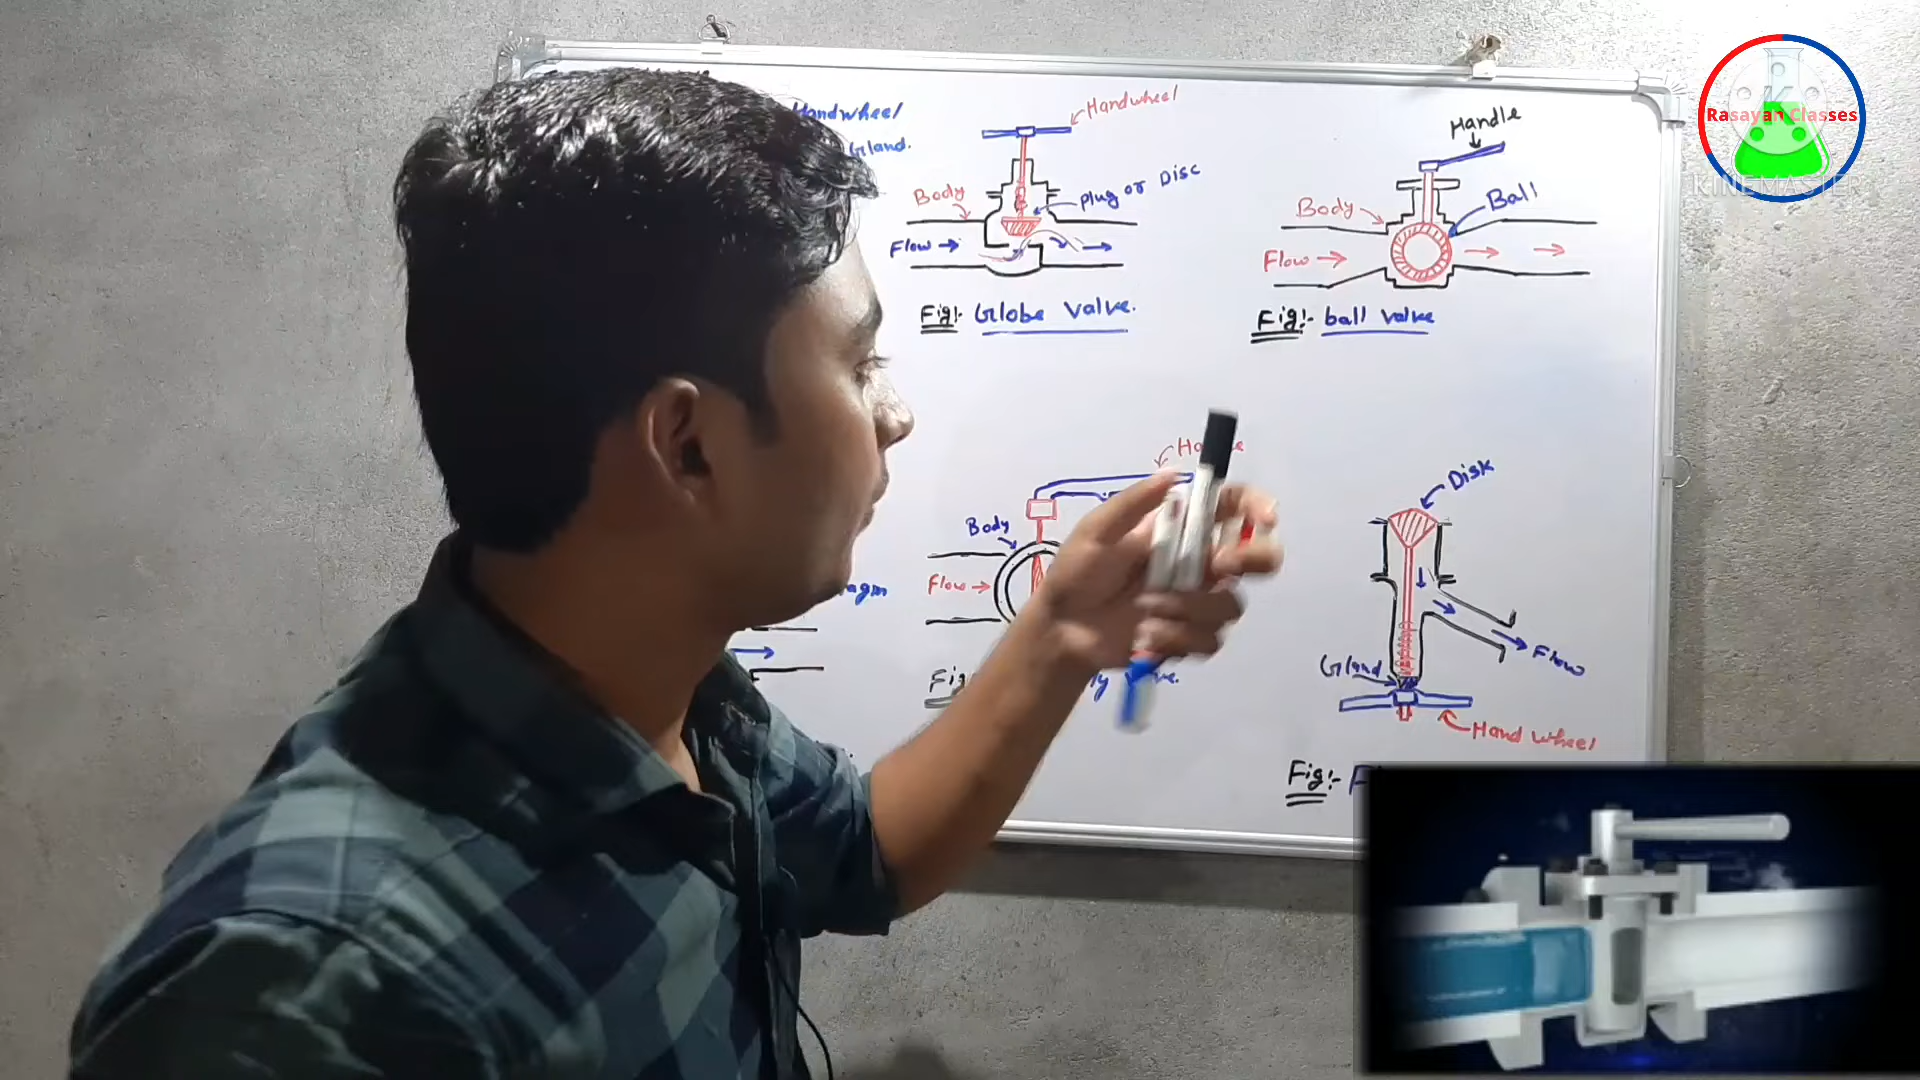 Rasayan Classes
KINEMASTER
Handwheel
Gland.
Handwheel
Body
Plug or Disc
Flow
Fig:- Globe Valve.
Handle
Body
Ball
Flow
Fig:- ball valve
Body
Flow
Disk
Gland
Flow
Hand wheel
Fig:-